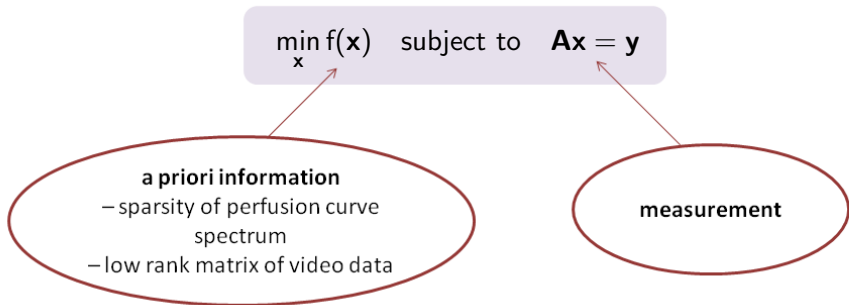 min f(x) subject to Ax = y
x
a priori information
– sparsity of perfusion curve
spectrum
– low rank matrix of video data
measurement